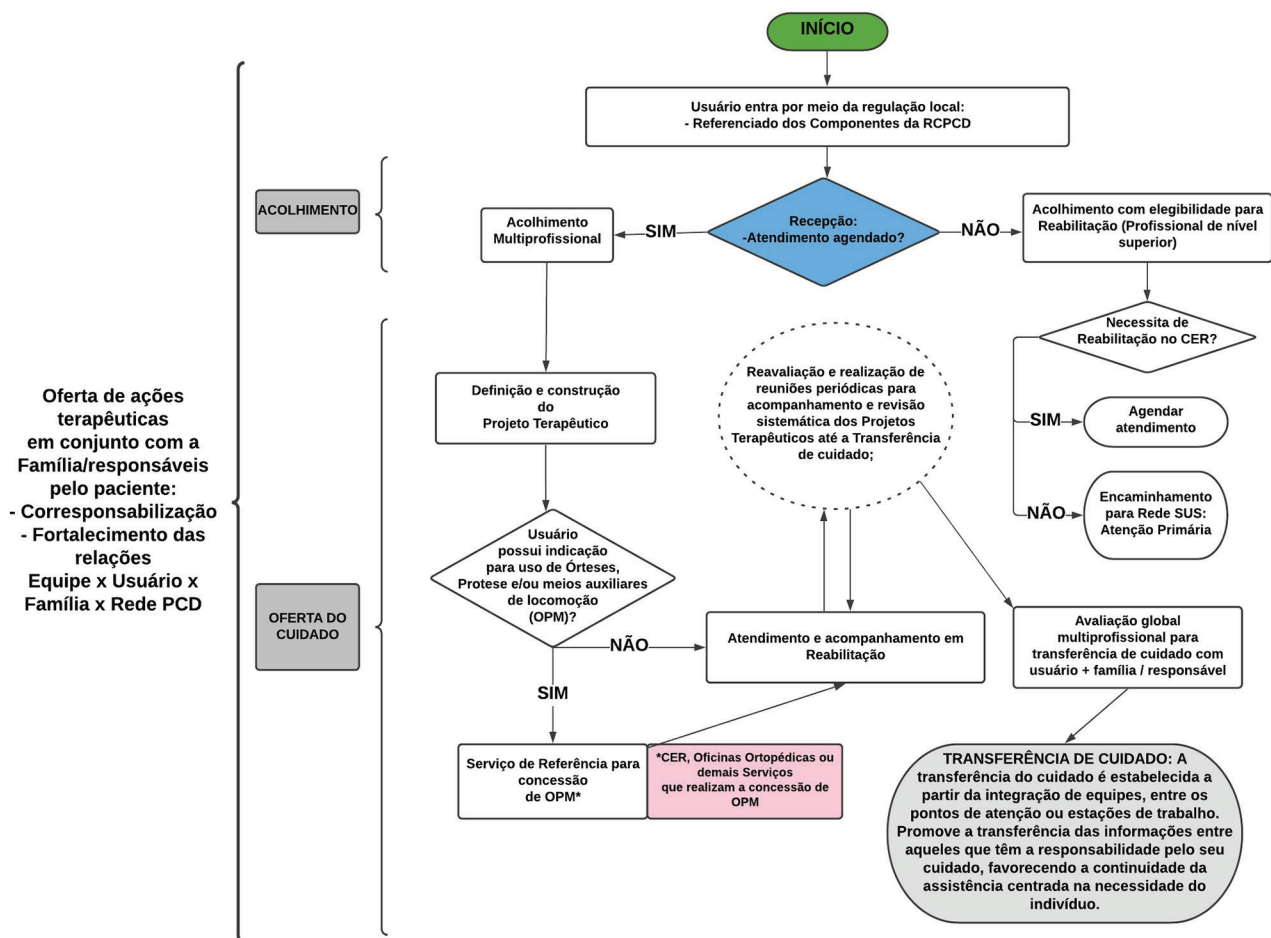 INÍCIO
Usuário entra por meio da regulação local:
- Referenciado dos Componentes da RCPCD
ACOLHIMENTO
Acolhimento
Multiprofissional
SIM
Recepção:
-Atendimento agendado?
NÃO
Acolhimento com elegibilidade para
Reabilitação (Profissional de nível
superior)
Necessita de
Reabilitação no CER?
SIM
Agendar
atendimento
NÃO
Encaminhamento
para Rede SUS:
Atenção Primária
Oferta de ações
terapêuticas
em conjunto com a
Família/responsáveis
pelo paciente:
- Corresponsabilização
- Fortalecimento das
relações
Equipe x Usuário x
Família x Rede PCD
OFERTA DO
CUIDADO
Definição e construção
do
Projeto Terapêutico
Reavaliação e realização de
reuniões periódicas para
acompanhamento e revisão
sistemática dos Projetos
Terapêuticos até a Transferência
de cuidado;
Usuário
possui indicação
para uso de Órteses,
Protese e/ou meios auxiliares
de locomoção
(OPM)?
NÃO
SIM
Atendimento e acompanhamento em
Reabilitação
Avaliação global
multiprofissional para
transferência de cuidado com
usuário + família / responsável
Serviço de Referência para
concessão
de OPM*
*CER, Oficinas Ortopédicas ou
demais Serviços
que realizam a concessão de
OPM
TRANSFERÊNCIA DE CUIDADO: A
transferência do cuidado é estabelecida a
partir da integração de equipes, entre os
pontos de atenção ou estações de trabalho.
Promove a transferência das informações entre
aqueles que têm a responsabilidade pelo seu
cuidado, favorecendo a continuidade da
assistência centrada na necessidade do
indivíduo.